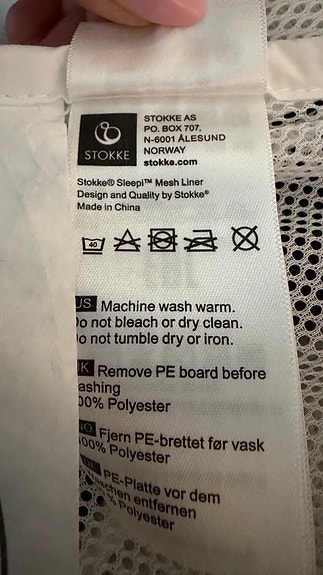 STOKKE
STOKKE AS
PO. BOX 707,
N-6001 ÅLESUND
NORWAY
stokke.com
Stokke® Sleepi™ Mesh Liner
Design and Quality by Stokke®
Made in China
40
US Machine wash warm.
Do not bleach or dry clean.
Do not tumble dry or iron.
UK Remove PE board before
washing
100% Polyester
NO Fjern PE-brettet før vask
100% Polyester
DE PE-Platte vor dem
Waschen entfernen
100% Polyester